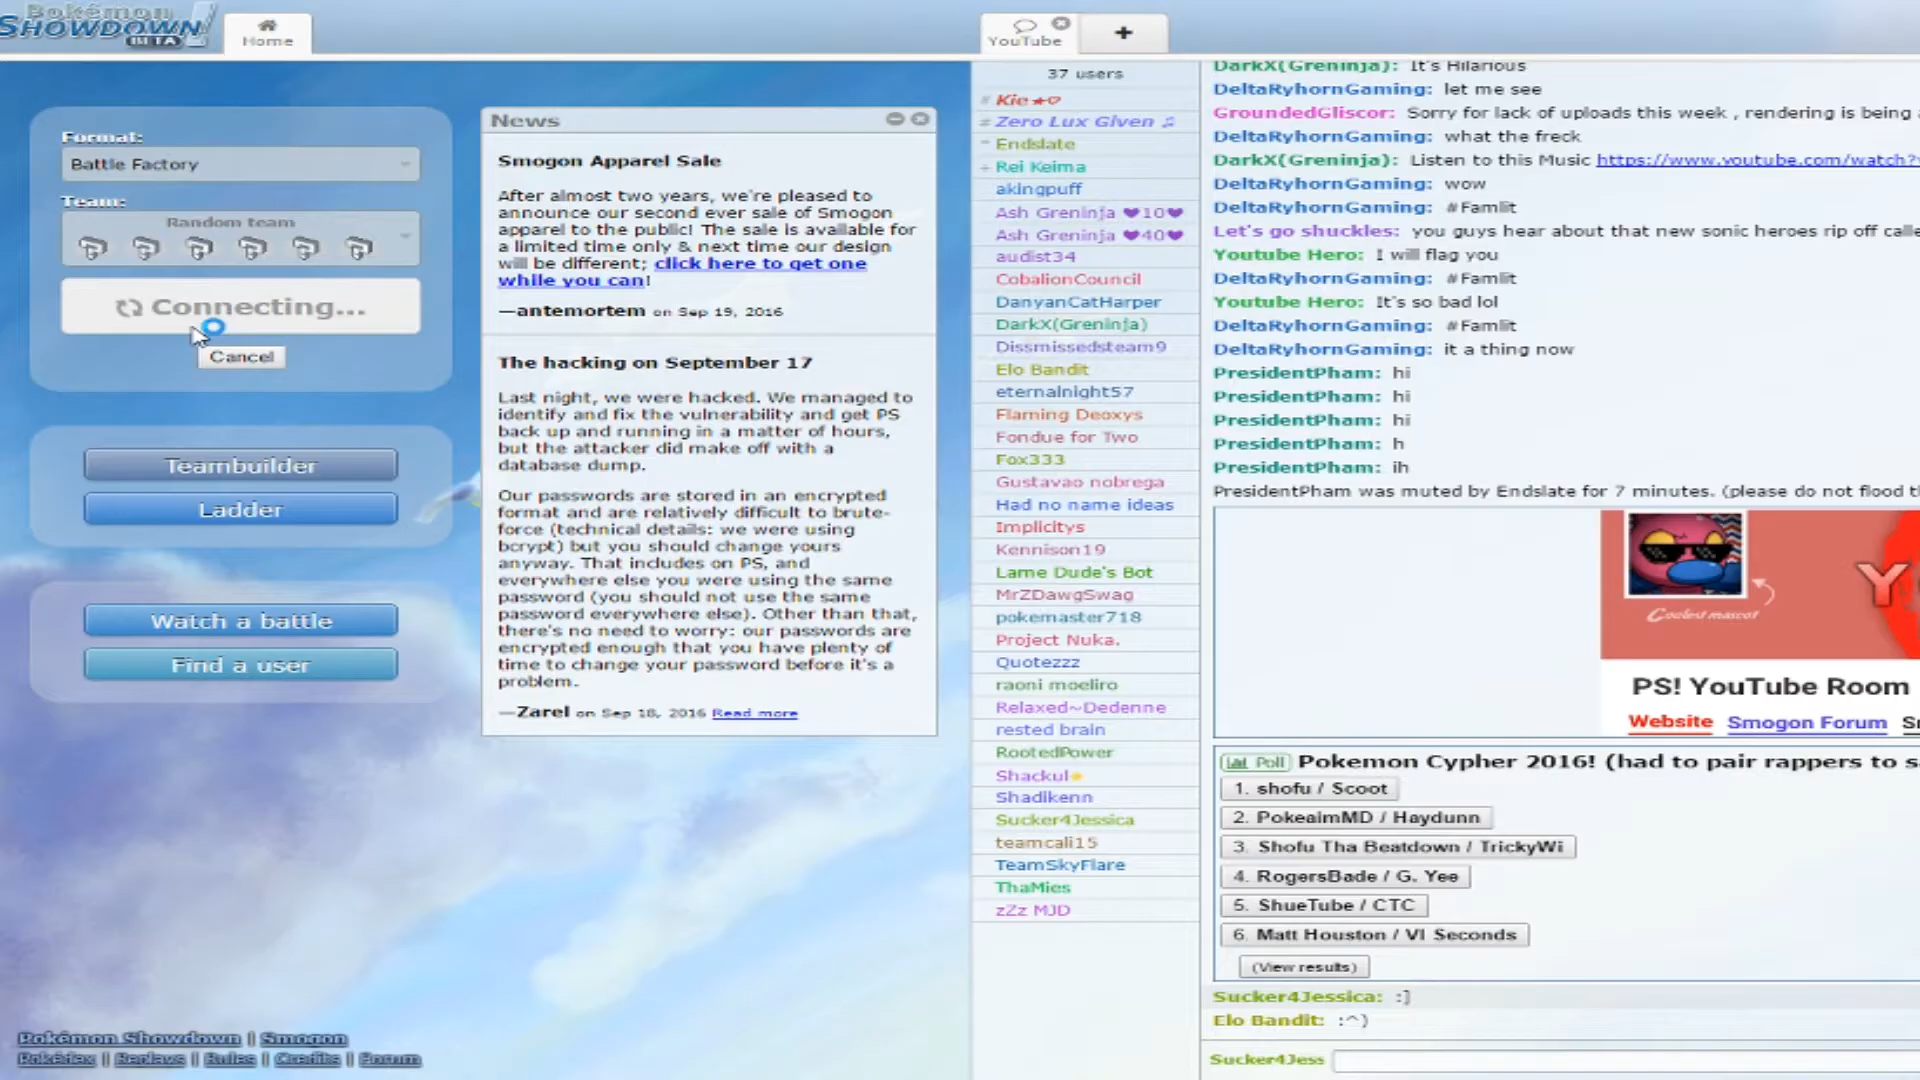 Pokémon
SHOWDOWN!
BETA
Home
YouTube
+
Format:
Battle Factory
Team:
Random team
Connecting...
Cancel
Teambuilder
Ladder
Watch a battle
Find a user
Pokémon Showdown | Smogon
Pokédex | Replays | Rules | Credits | Forum
News
Smogon Apparel Sale
After almost two years, we're pleased to
announce our second ever sale of Smogon
apparel to the public! The sale is available for
a limited time only & next time our design
will be different; click here to get one
while you can!
—antemortem on Sep 19, 2016
The hacking on September 17
Last night, we were hacked. We managed to
identify and fix the vulnerability and get PS
back up and running in a matter of hours,
but the attacker did make off with a
database dump.
Our passwords are stored in an encrypted
format and are relatively difficult to brute-
force (technical details: we were using
bcrypt) but you should change yours
anyway. That includes on PS, and
everywhere else you were using the same
password (you should not use the same
password everywhere else). Other than that,
there's no need to worry: our passwords are
encrypted enough that you have plenty of
time to change your password before it's a
problem.
—Zarel on Sep 18, 2016 Read more
37 users
# Kie★♡
# Zero Lux Given ♫
Endslate
+ Rei Keima
akingpuff
Ash Greninja ❤10❤
Ash Greninja ❤40❤
audist34
CobalionCouncil
DanyanCatHarper
DarkX(Greninja)
Dissmissedsteam9
Elo Bandit
eternalnight57
Flaming Deoxys
Fondue for Two
Fox333
Gustavao nobrega
Had no name ideas
Implicitys
Kennison19
Lame Dude's Bot
MrZDawgSwag
pokemaster718
Project Nuka.
Quotezzz
raoni moeliro
Relaxed~Dedenne
rested brain
RootedPower
Shackul☀
Shadikenn
Sucker4Jessica
teamcali15
TeamSkyFlare
ThaMies
zZz MJD
DarkX(Greninja): It's Hilarious
DeltaRyhornGaming: let me see
GroundedGliscor: Sorry for lack of uploads this week , rendering is being
DeltaRyhornGaming: what the freck
DarkX(Greninja): Listen to this Music https://www.youtube.com/watch?
DeltaRyhornGaming: wow
DeltaRyhornGaming: #Famlit
Let's go shuckles: you guys hear about that new sonic heroes rip off calle
Youtube Hero: I will flag you
DeltaRyhornGaming: #Famlit
Youtube Hero: It's so bad lol
DeltaRyhornGaming: #Famlit
DeltaRyhornGaming: it a thing now
PresidentPham: hi
PresidentPham: hi
PresidentPham: hi
PresidentPham: h
PresidentPham: ih
PresidentPham was muted by Endslate for 7 minutes. (please do not flood t
Coolest mascot
Y
PS! YouTube Room
Website Smogon Forum S
Poll Pokemon Cypher 2016! (had to pair rappers to s
1. shofu / Scoot
2. PokeaimMD / Haydunn
3. Shofu Tha Beatdown / TrickyWi
4. RogersBade / G. Yee
5. ShueTube / CTC
6. Matt Houston / VI Seconds
(View results)
Sucker4Jessica: :]
Elo Bandit: :^)
Sucker4Jess